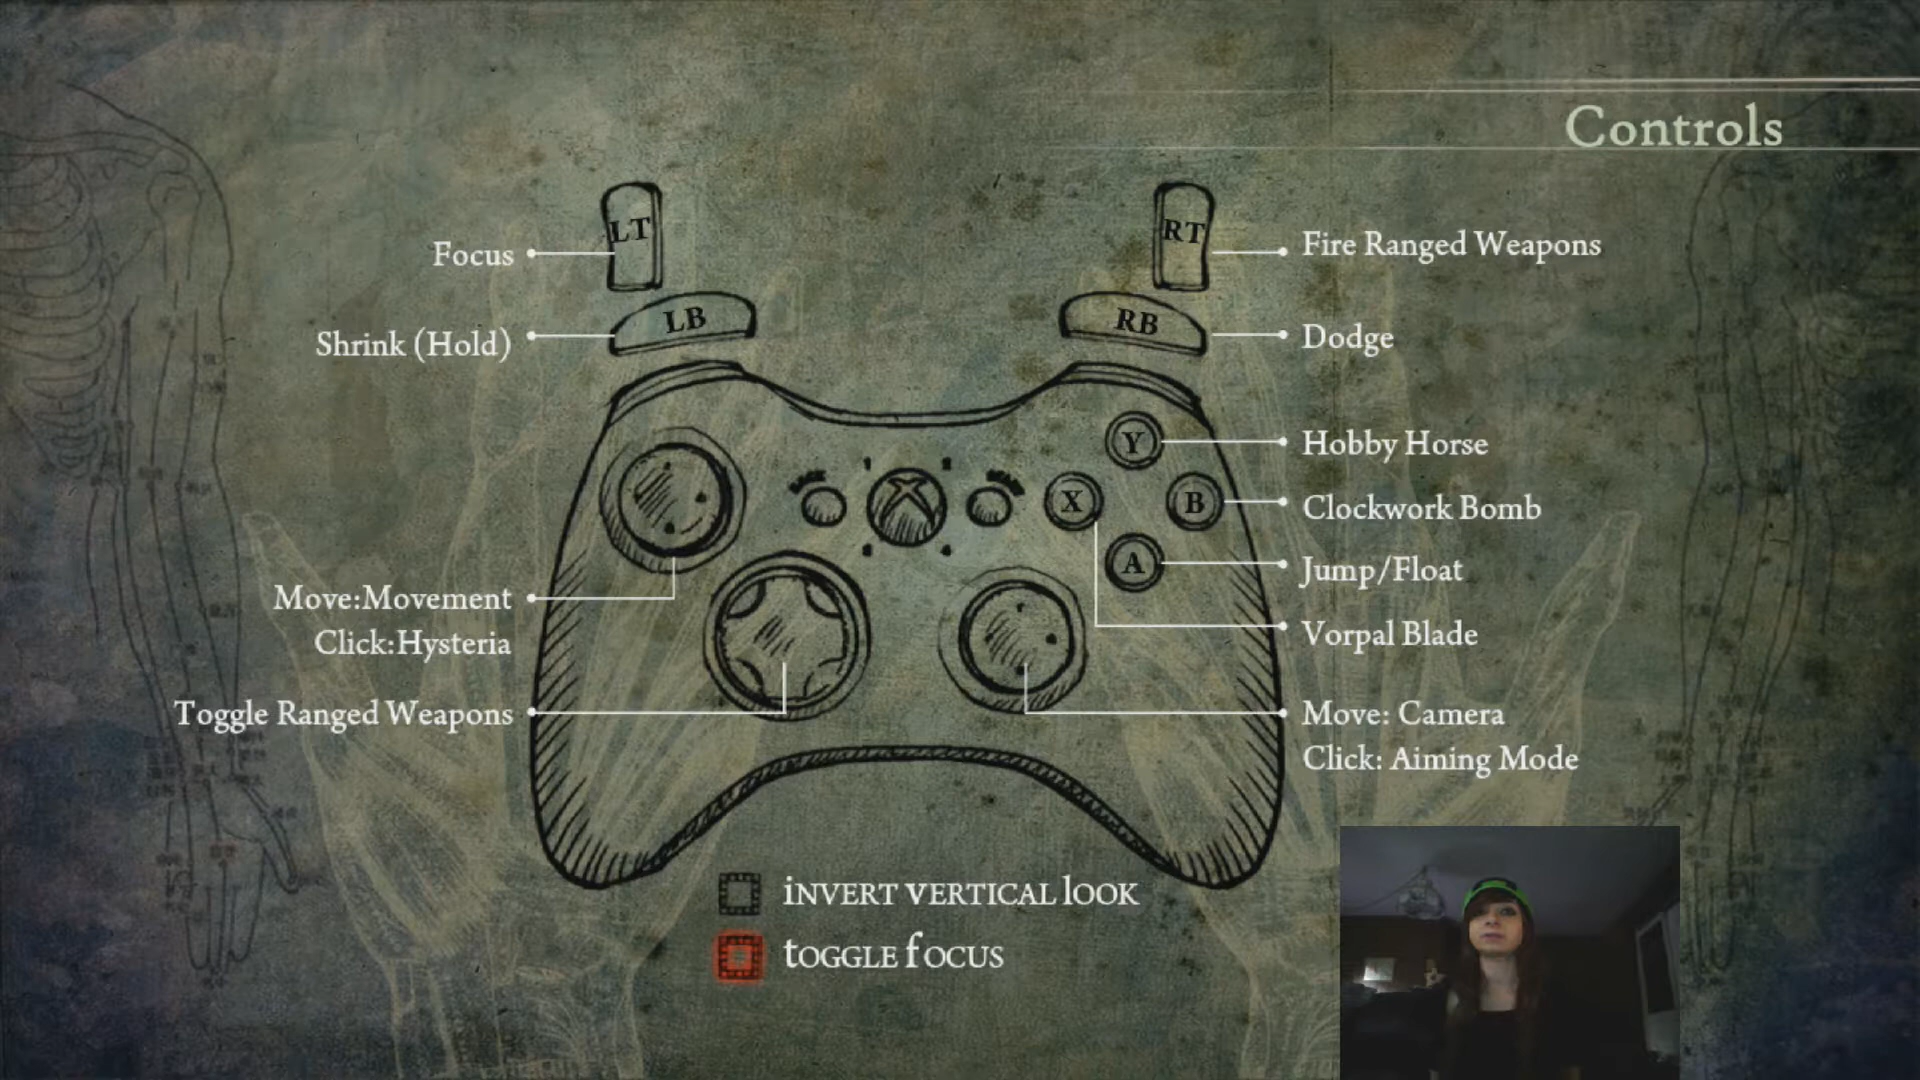 Controls
LT
RT
Focus
Fire Ranged Weapons
LB
RB
Shrink (Hold)
Dodge
Y
Hobby Horse
X
B
Clockwork Bomb
A
Jump/Float
Move:Movement
Click:Hysteria
Vorpal Blade
Toggle Ranged Weapons
Move: Camera
Click: Aiming Mode
iNVERT VERTICAL lOOK
tOGGLE fOCUS